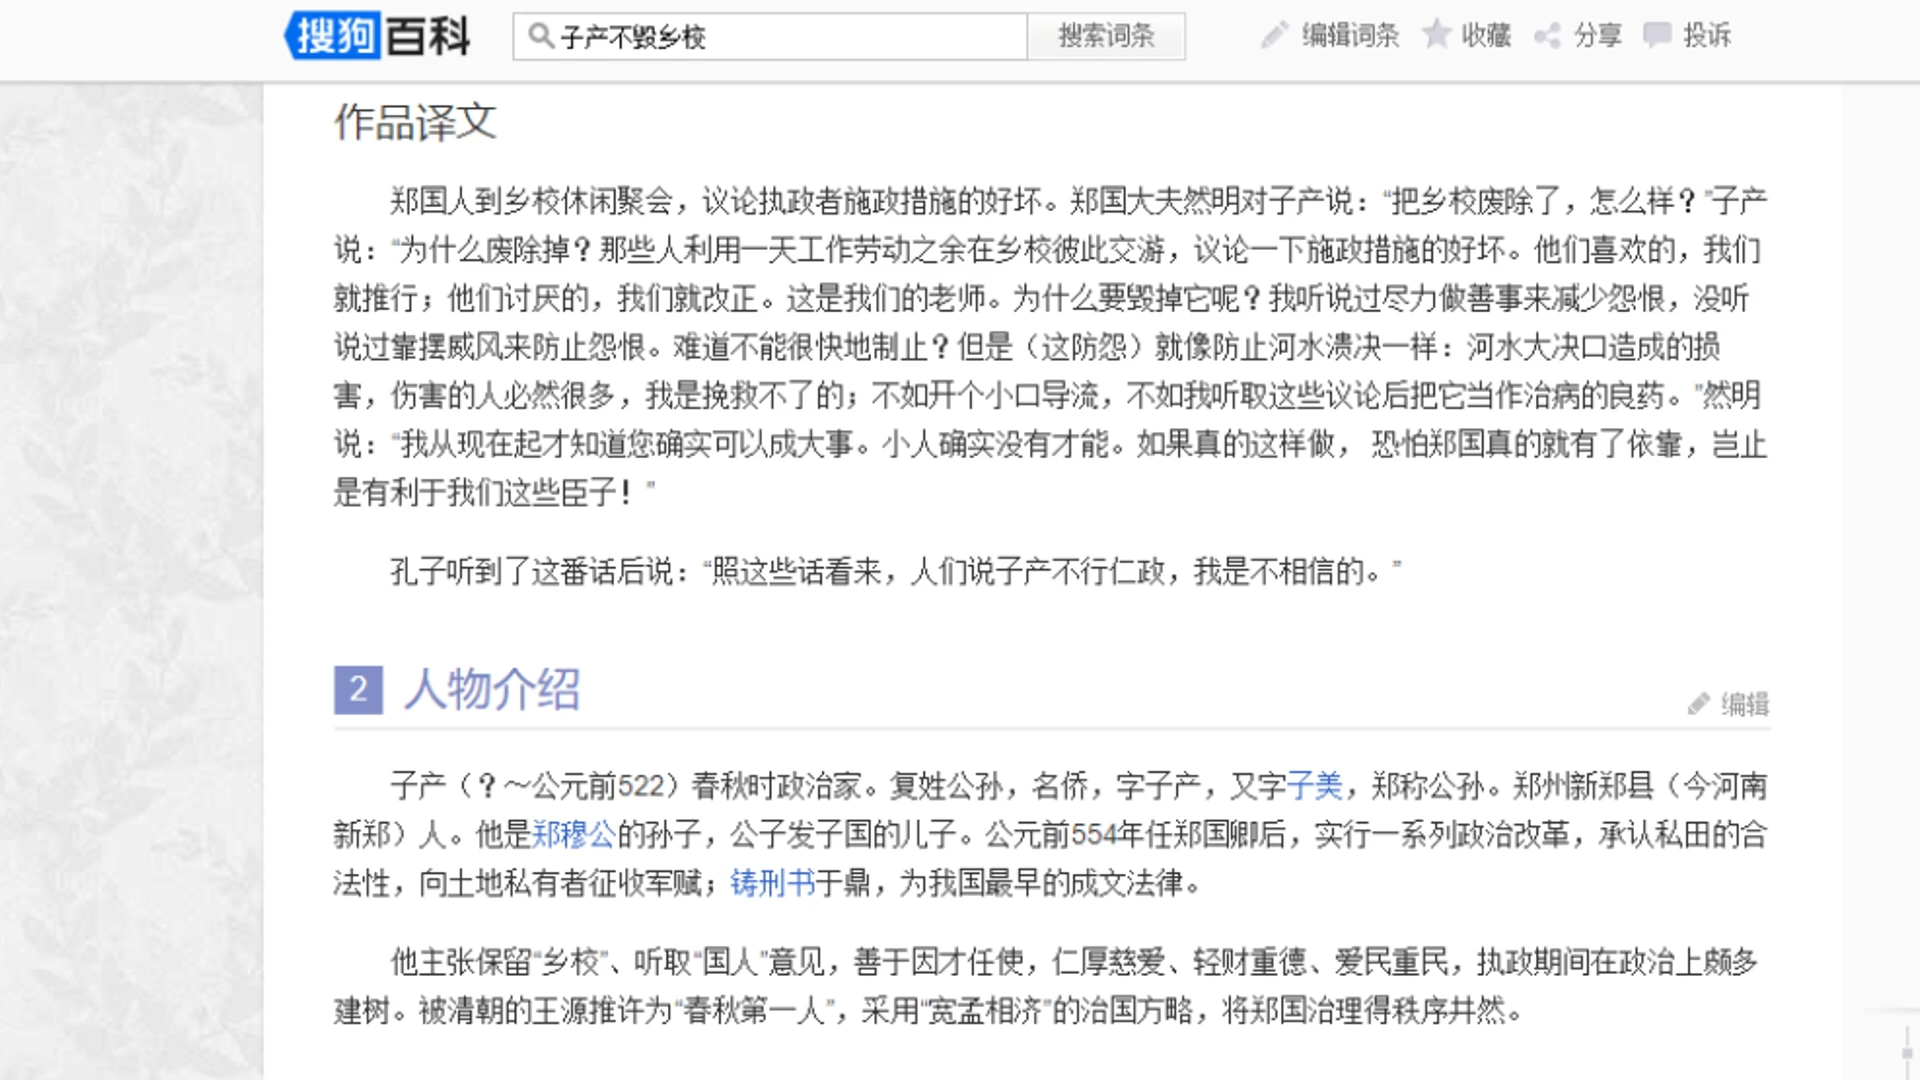 搜狗百科 子产不毁乡校 搜索词条 编辑词条 收藏 分享 投诉
作品译文
郑国人到乡校休闲聚会，议论执政者施政措施的好坏。郑国大夫然明对子产说：“把乡校废除了，怎么样？”子产
说：“为什么废除掉？那些人利用一天工作劳动之余在乡校彼此交游，议论一下施政措施的好坏。他们喜欢的，我们
就推行；他们讨厌的，我们就改正。这是我们的老师。为什么要毁掉它呢？我听说过尽力做善事来减少怨恨，没听
说过靠摆威风来防止怨恨。难道不能很快地制止？但是（这防怨）就像防止河水溃决一样：河水大决口造成的损
害，伤害的人必然很多，我是挽救不了的；不如开个小口导流，不如我听取这些议论后把它当作治病的良药。”然明
说：“我从现在起才知道您确实可以成大事。小人确实没有才能。如果真的这样做， 恐怕郑国真的就有了依靠，岂止
是有利于我们这些臣子！”
孔子听到了这番话后说：“照这些话看来，人们说子产不行仁政，我是不相信的。”
2 人物介绍 编辑
子产（？～公元前522）春秋时政治家。复姓公孙，名侨，字子产，又字子美，郑称公孙。郑州新郑县（今河南
新郑）人。他是郑穆公的孙子，公子发子国的儿子。公元前554年任郑国卿后，实行一系列政治改革，承认私田的合
法性，向土地私有者征收军赋；铸刑书于鼎，为我国最早的成文法律。
他主张保留“乡校”、听取“国人”意见，善于因才任使，仁厚慈爱、轻财重德、爱民重民，执政期间在政治上颇多
建树。被清朝的王源推许为“春秋第一人”，采用“宽孟相济”的治国方略，将郑国治理得秩序井然。